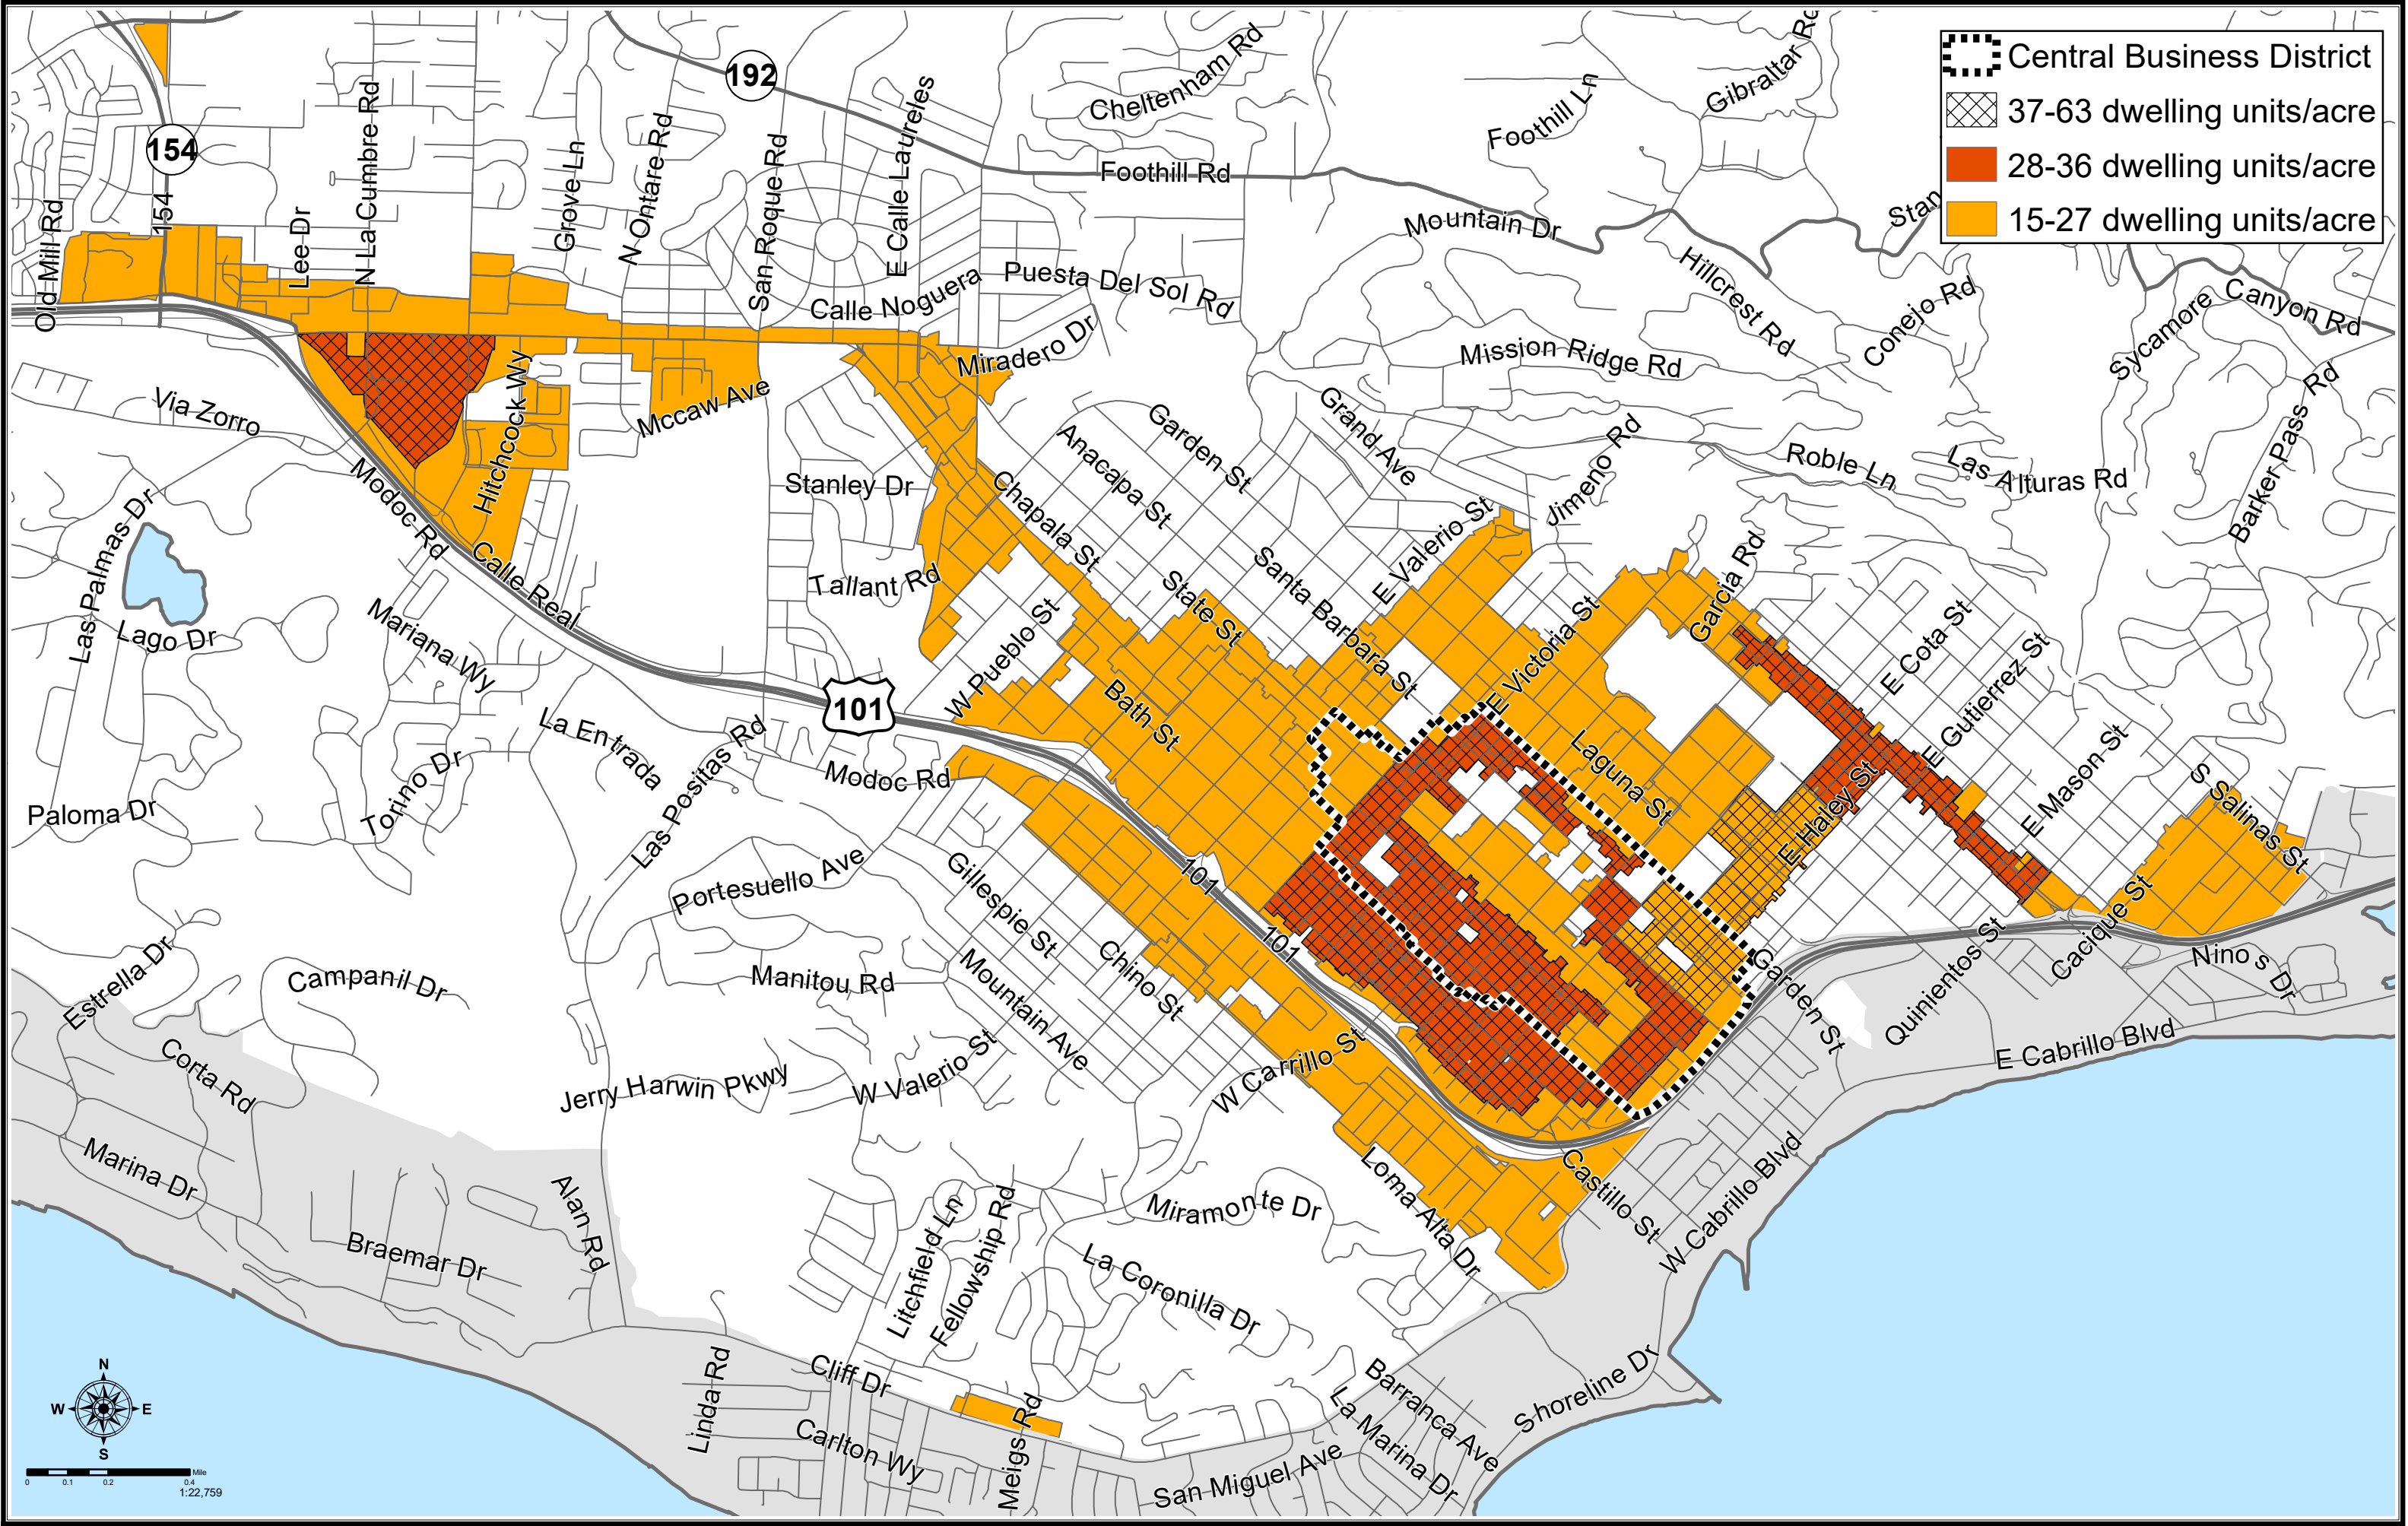 Central Business District
37-63 dwelling units/acre
28-36 dwelling units/acre
15-27 dwelling units/acre
192
154
154
Old Mill Rd
Lee Dr
N La Cumbre Rd
Grove Ln
N Ontare Rd
San Roque Rd
E Calle Laureles
Cheltenham Rd
Foothill Rd
Foothill Ln
Gibraltar Rd
Stan
Mountain Dr
Hillcrest Rd
Conejo Rd
Sycamore
Canyon Rd
Calle Noguera
Puesta Del Sol Rd
Miradero Dr
Mission Ridge Rd
Barker Pass Rd
Via Zorro
Hitchcock Wy
Mccaw Ave
Grand Ave
Garden St
Anacapa St
Jimeno Rd
Roble Ln
Las Alturas Rd
Modoc Rd
Stanley Dr
Chapala St
Las Palmas Dr
Calle Real
Tallant Rd
State St
Santa Barbara St
E Valerio St
E Victoria St
Garcia Rd
E Cota St
E Gutierrez St
Lago Dr
Mariana Wy
W Pueblo St
Bath St
101
La Entrada
Las Positas Rd
Modoc Rd
Torino Dr
Paloma Dr
Laguna St
E Haley St
E Mason St
S Salinas St
Portesuello Ave
Gillespie St
101
101
Chino St
Mountain Ave
Manitou Rd
Campanil Dr
Estrella Dr
Garden St
Quinientos St
Cacique St
Ninos Dr
E Cabrillo Blvd
Corta Rd
Jerry Harwin Pkwy
W Valerio St
W Carrillo St
Marina Dr
Alan Rd
Braemar Dr
Litchfield Ln
Fellowship Rd
Miramonte Dr
La Coronilla Dr
Loma Alta Dr
Castillo St
W Cabrillo Blvd
Shoreline Dr
Barranca Ave
La Marina Dr
San Miguel Ave
Cliff Dr
Carlton Wy
Linda Rd
Meigs Rd
N
W
E
S
Mile
0 0.1 0.2 0.4
1:22,759